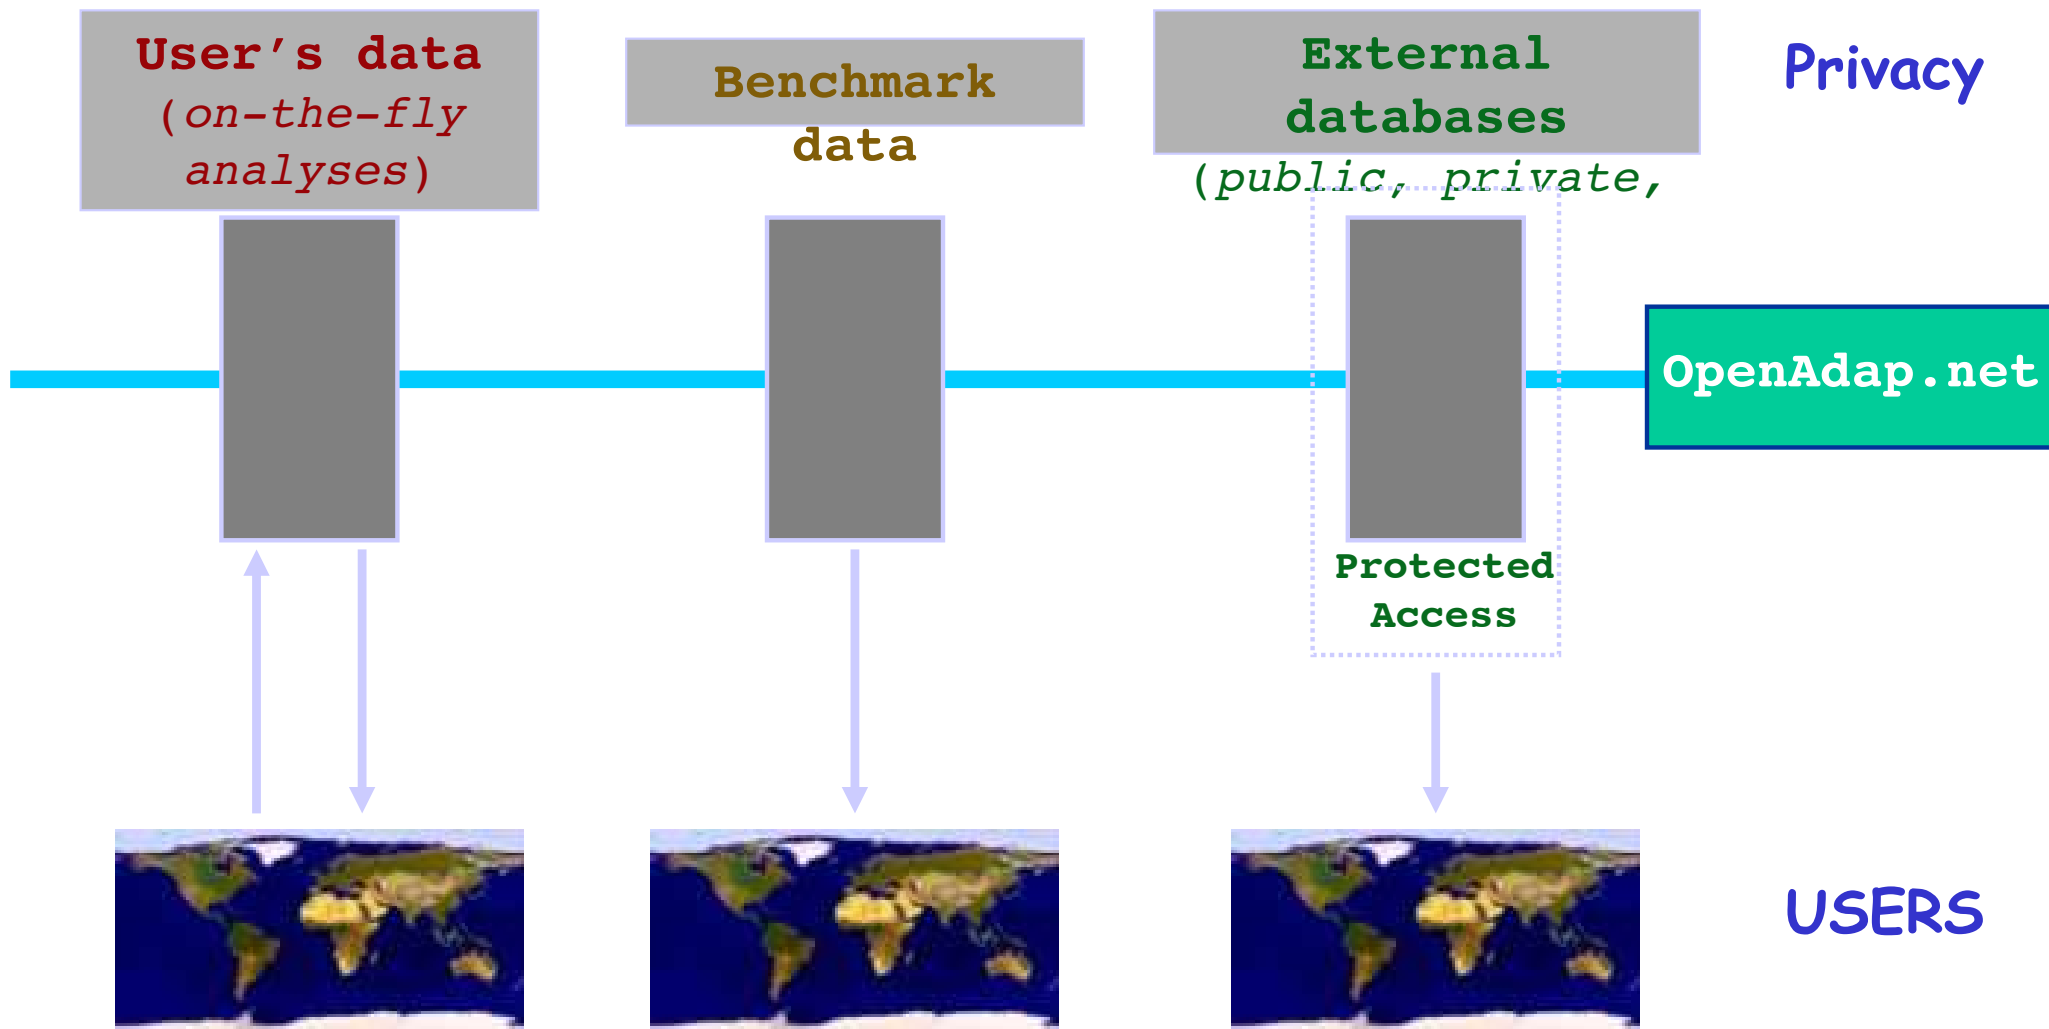 User’s data
(on-the-fly
analyses)
Benchmark
data
External
databases
(public, private,
Privacy
OpenAdap.net
Protected
Access
USERS